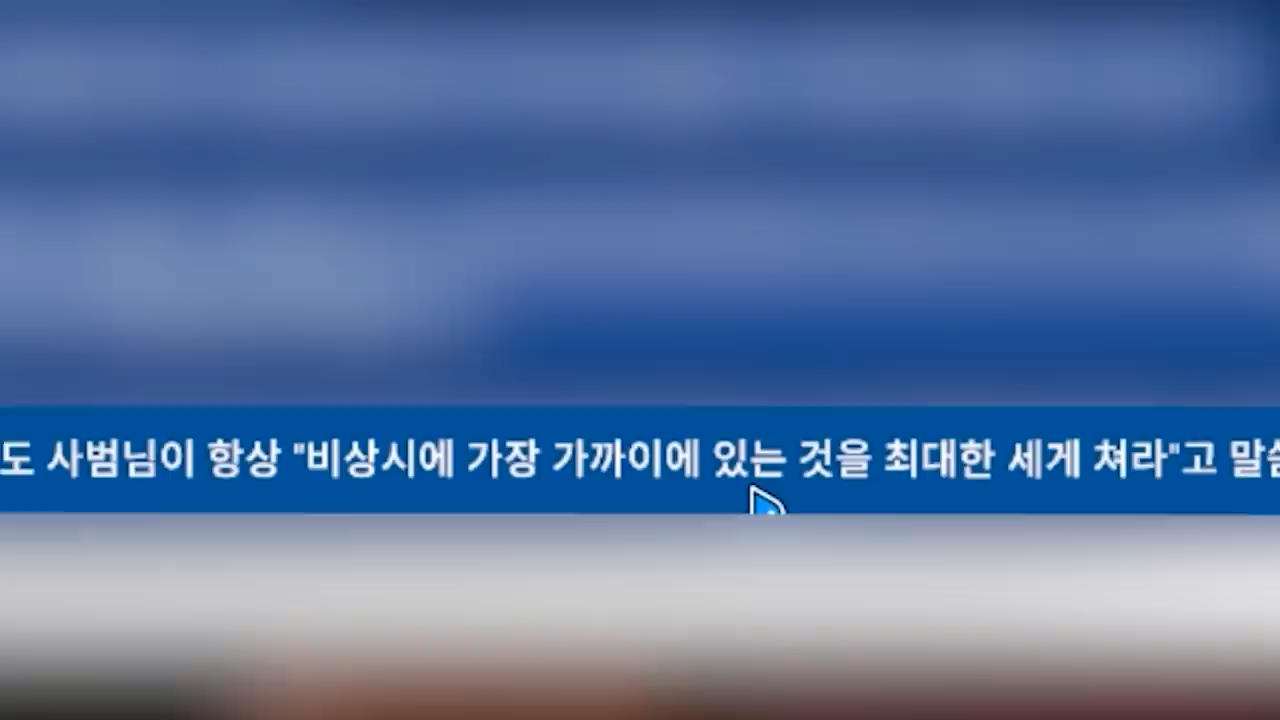 도 사범님이 항상 "비상시에 가장 가까이에 있는 것을 최대한 세게 쳐라"고